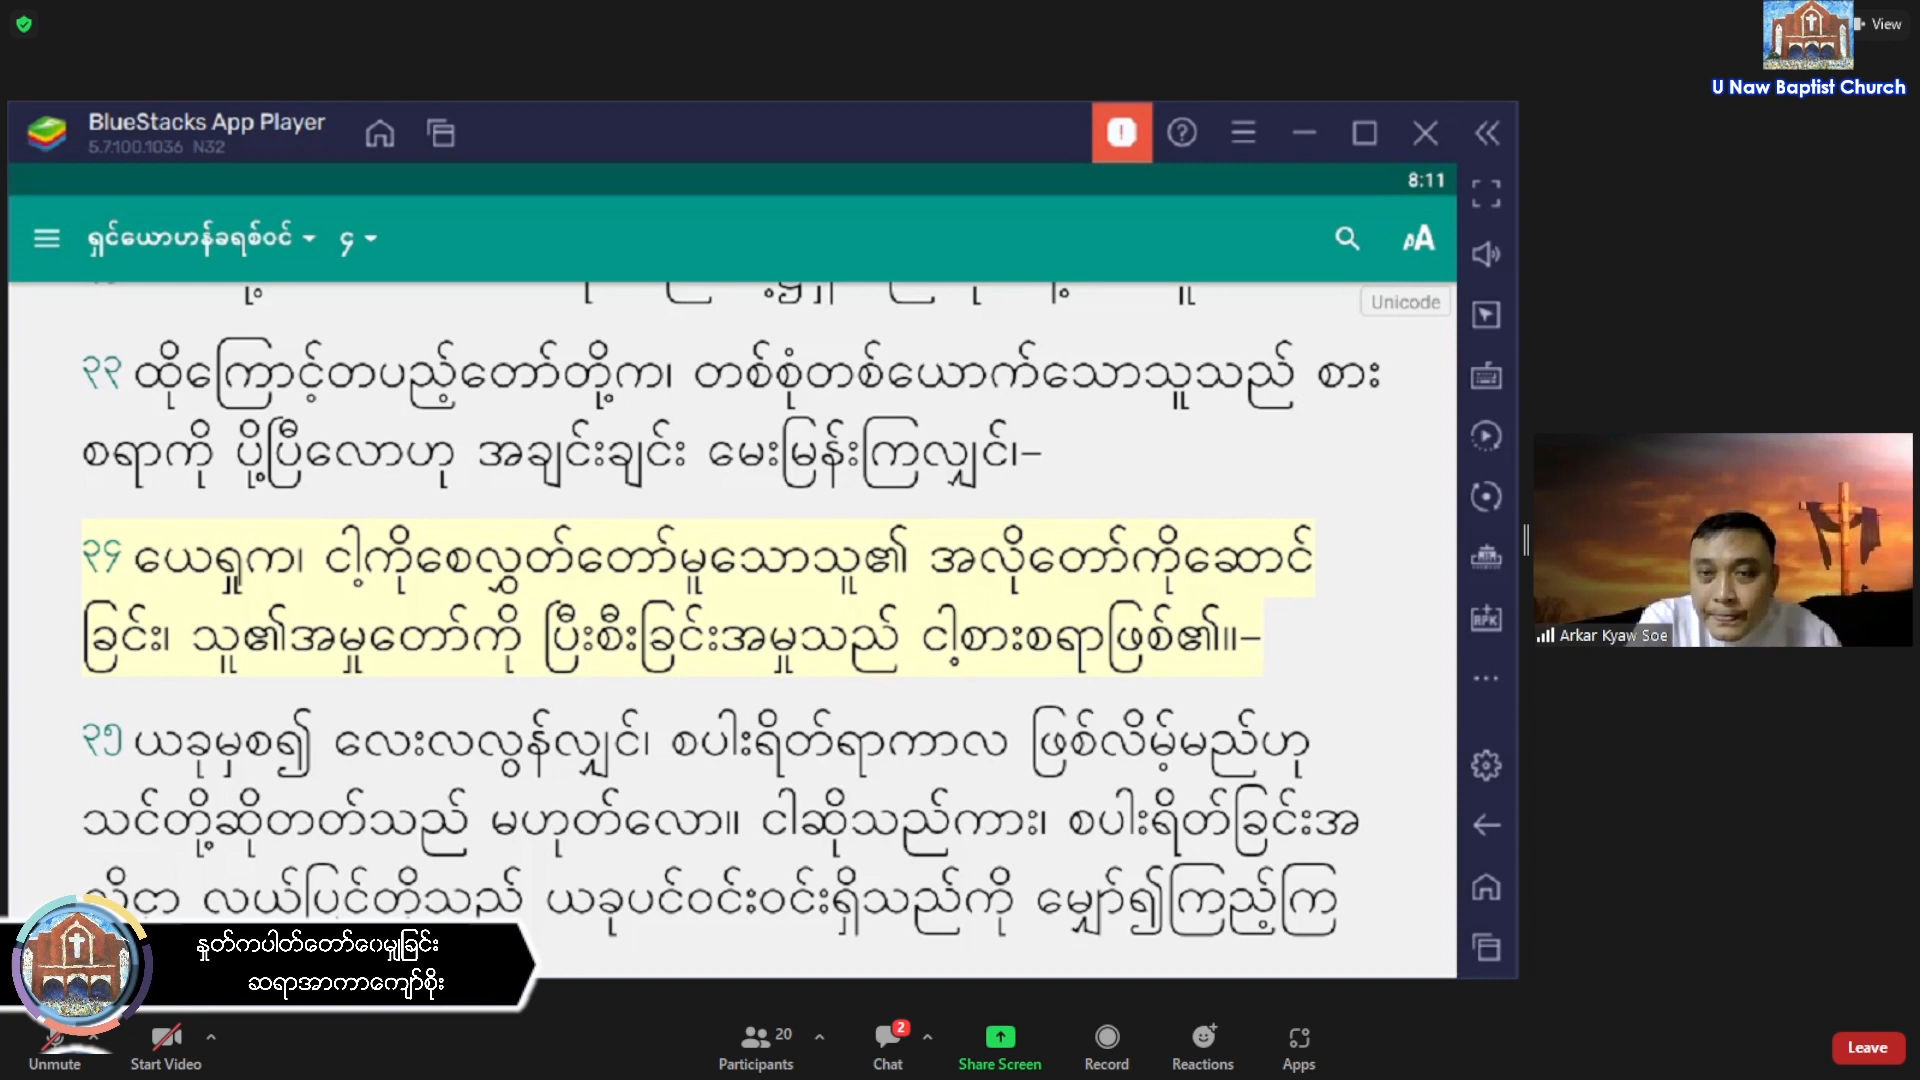 View
U Naw Baptist Church
BlueStacks App Player
5.7.100.1036 N32
8:11
ရှင်ယောဟန်ခရစ်ဝင် ၄
Unicode
၃၃ ထိုကြောင့်တပည့်တော်တို့က၊ တစ်စုံတစ်ယောက်သောသူသည် စား
စရာကို ပို့ပြီလောဟု အချင်းချင်း မေးမြန်းကြလျှင်၊–
၃၄ ယေရှုက၊ ငါ့ကိုစေလွှတ်တော်မူသောသူ၏ အလိုတော်ကိုဆောင်
ခြင်း၊ သူ၏အမှုတော်ကို ပြီးစီးခြင်းအမှုသည် ငါ့စားစရာဖြစ်၏။–
၃၅ ယခုမှစ၍ လေးလလွန်လျှင်၊ စပါးရိတ်ရာကာလ ဖြစ်လိမ့်မည်ဟု
သင်တို့ဆိုတတ်သည် မဟုတ်လော။ ငါဆိုသည်ကား၊ စပါးရိတ်ခြင်းအ
လယ်ပြင်တို့သည် ယခုပင်ဝင်းဝင်းရှိသည်ကို မျှော်၍ကြည့်ကြ
APK
Arkar Kyaw Soe
နှုတ်ကပါတ်တော်ဝေမျှခြင်း
ဆရာအာကာကျော်စိုး
Unmute
Start Video
20
Participants
2
Chat
Share Screen
Record
Reactions
Apps
Leave